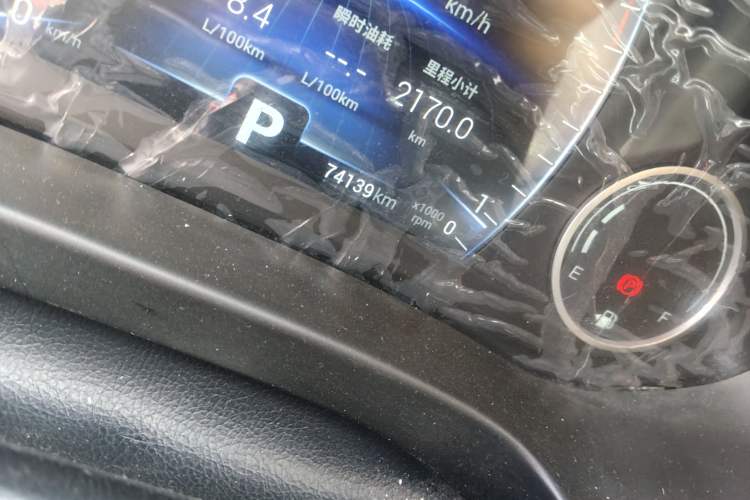 8.4
L/100km
km/h
瞬时油耗
--.-
L/100km
km/h
里程小计
2170.0
km
P
74139km
x1000
rpm
1
0
E
P
F